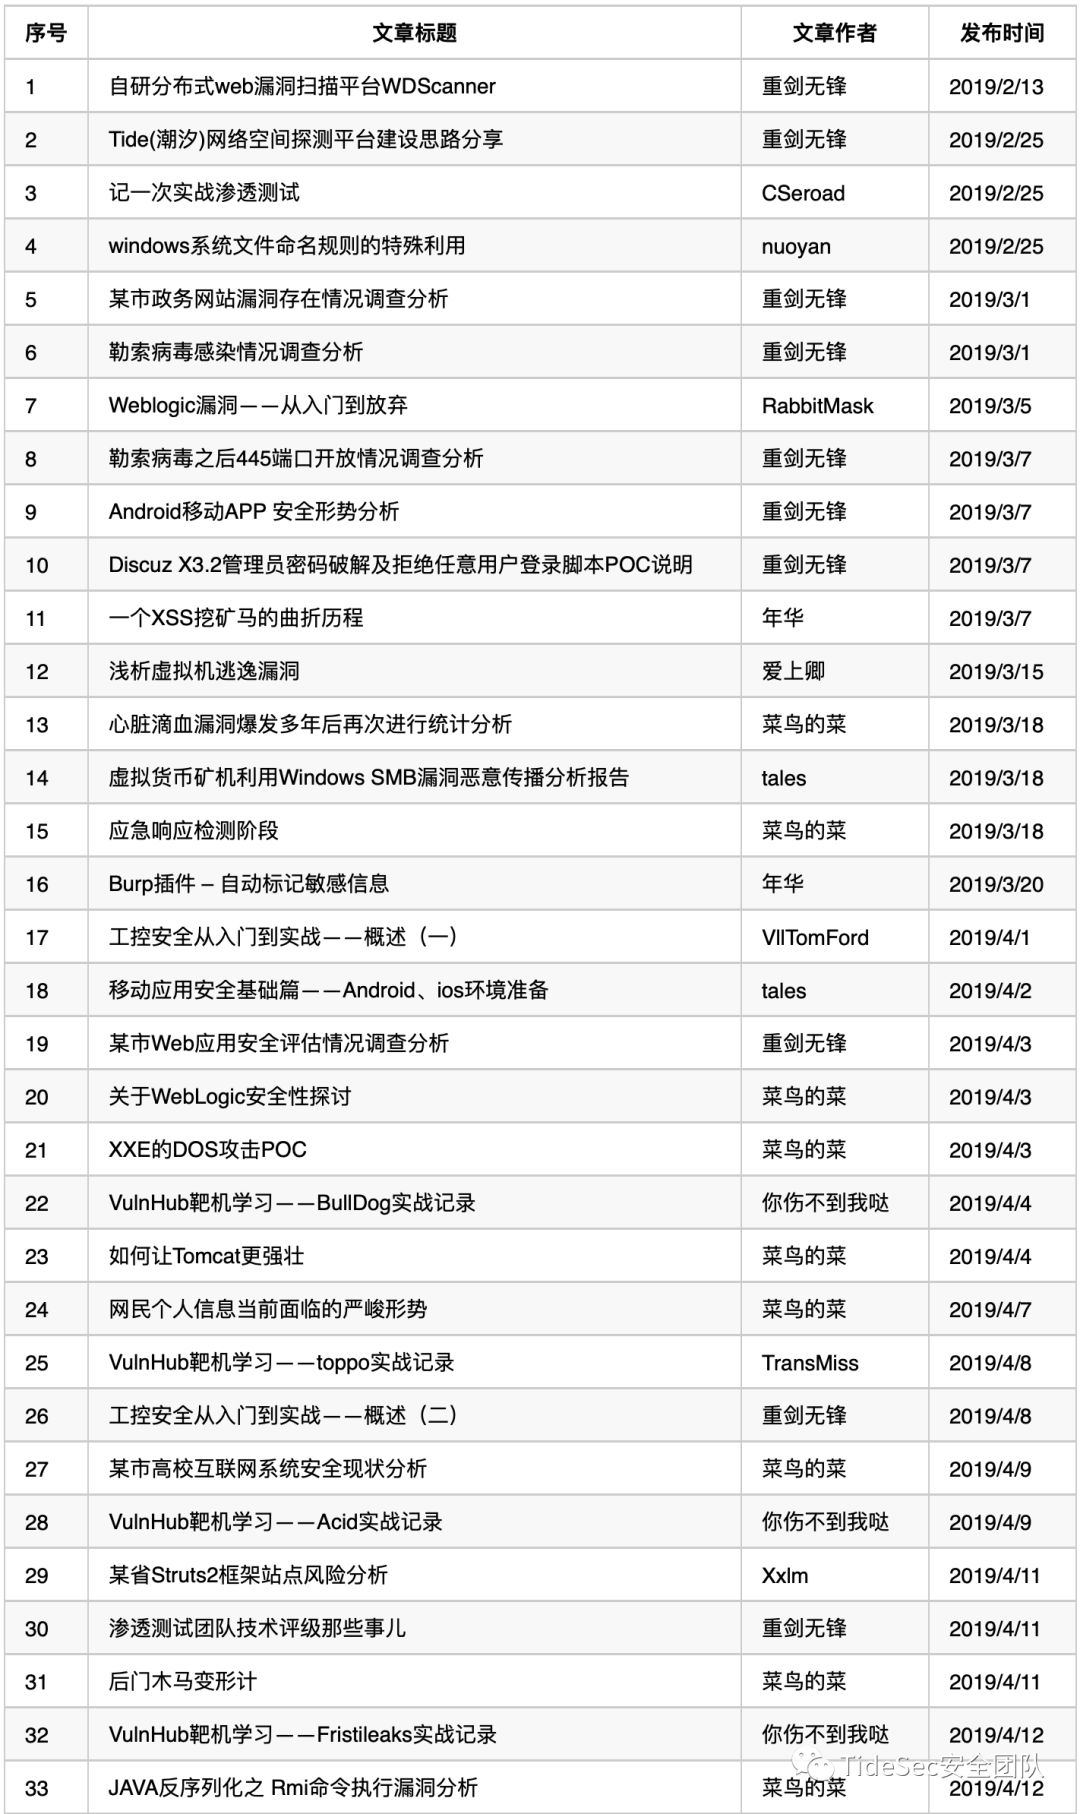 序号 文章标题 文章作者 发布时间
1 自研分布式web漏洞扫描平台WDScanner 重剑无锋 2019/2/13
2 Tide(潮汐)网络空间探测平台建设思路分享 重剑无锋 2019/2/25
3 记一次实战渗透测试 CSeroad 2019/2/25
4 windows系统文件命名规则的特殊利用 nuoyan 2019/2/25
5 某市政务网站漏洞存在情况调查分析 重剑无锋 2019/3/1
6 勒索病毒感染情况调查分析 重剑无锋 2019/3/1
7 Weblogic漏洞——从入门到放弃 RabbitMask 2019/3/5
8 勒索病毒之后445端口开放情况调查分析 重剑无锋 2019/3/7
9 Android移动APP 安全形势分析 重剑无锋 2019/3/7
10 Discuz X3.2管理员密码破解及拒绝任意用户登录脚本POC说明 重剑无锋 2019/3/7
11 一个XSS挖矿马的曲折历程 年华 2019/3/7
12 浅析虚拟机逃逸漏洞 爱上卿 2019/3/15
13 心脏滴血漏洞爆发多年后再次进行统计分析 菜鸟的菜 2019/3/18
14 虚拟货币矿机利用Windows SMB漏洞恶意传播分析报告 tales 2019/3/18
15 应急响应检测阶段 菜鸟的菜 2019/3/18
16 Burp插件 – 自动标记敏感信息 年华 2019/3/20
17 工控安全从入门到实战——概述（一） VllTomFord 2019/4/1
18 移动应用安全基础篇——Android、ios环境准备 tales 2019/4/2
19 某市Web应用安全评估情况调查分析 重剑无锋 2019/4/3
20 关于WebLogic安全性探讨 菜鸟的菜 2019/4/3
21 XXE的DOS攻击POC 菜鸟的菜 2019/4/3
22 VulnHub靶机学习——BullDog实战记录 你伤不到我哒 2019/4/4
23 如何让Tomcat更强壮 菜鸟的菜 2019/4/4
24 网民个人信息当前面临的严峻形势 菜鸟的菜 2019/4/7
25 VulnHub靶机学习——toppo实战记录 TransMiss 2019/4/8
26 工控安全从入门到实战——概述（二） 重剑无锋 2019/4/8
27 某市高校互联网系统安全现状分析 菜鸟的菜 2019/4/9
28 VulnHub靶机学习——Acid实战记录 你伤不到我哒 2019/4/9
29 某省Struts2框架站点风险分析 Xxlm 2019/4/11
30 渗透测试团队技术评级那些事儿 重剑无锋 2019/4/11
31 后门木马变形计 菜鸟的菜 2019/4/11
32 VulnHub靶机学习——Fristileaks实战记录 你伤不到我哒 2019/4/12
TideSec安全团队
33 JAVA反序列化之 Rmi命令执行漏洞分析 菜鸟的菜 2019/4/12